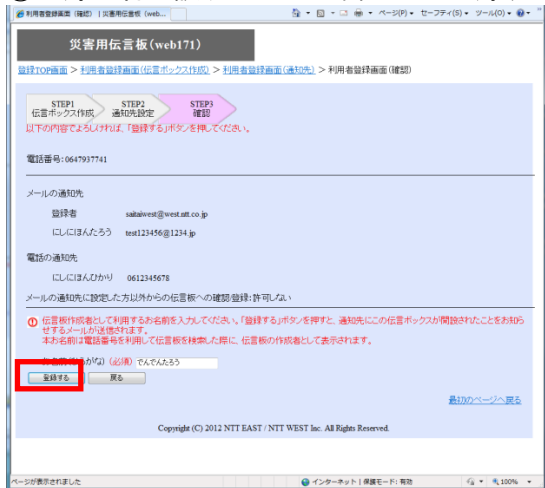 利用者登録画面（確認）｜災害用伝言板（web...
ページ(P) セーフティ(S) ツール(O)
災害用伝言板(web171)
登録TOP画面 > 利用者登録画面(伝言ボックス作成) > 利用者登録画面(通知先) > 利用者登録画面(確認)
STEP1 STEP2 STEP3
伝言ボックス作成 通知先設定 確認
以下の内容でよろしければ、「登録する」ボタンを押してください。
電話番号:0647937741
メールの通知先
登録者 saitaiwest@west.ntt.co.jp
にしにほんたろう test123456@1234.jp
電話の通知先
にしにほんひかり 0612345678
メールの通知先に設定した方以外からの伝言板への確認/登録:許可しない
① 伝言板作成者として利用するお名前を入力してください。「登録する」ボタンを押すと、通知先にこの伝言ボックスが開設されたことをお知ら
せするメールが送信されます。
本お名前は電話番号を利用して伝言板を検索した際に、伝言板の作成者として表示されます。
がな) (必須) でんでんたろう
登録する 戻る
最初のページへ戻る
Copyright (C) 2012 NTT EAST / NTT WEST Inc. All Rights Reserved.
ページが表示されました インターネット | 保護モード: 有効 100%